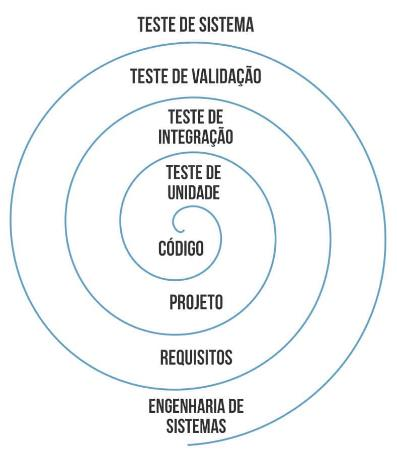 TESTE DE SISTEMA
TESTE DE VALIDAÇÃO
TESTE DE
INTEGRAÇÃO
TESTE DE
UNIDADE
CÓDIGO
PROJETO
REQUISITOS
ENGENHARIA DE
SISTEMAS